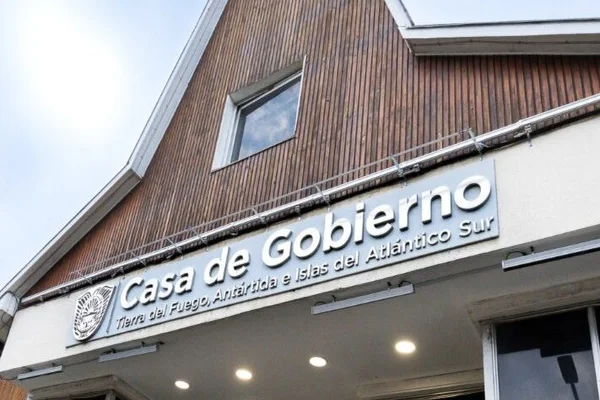 Casa de Gobierno
Tierra del Fuego, Antártida e Islas del Atlántico Sur